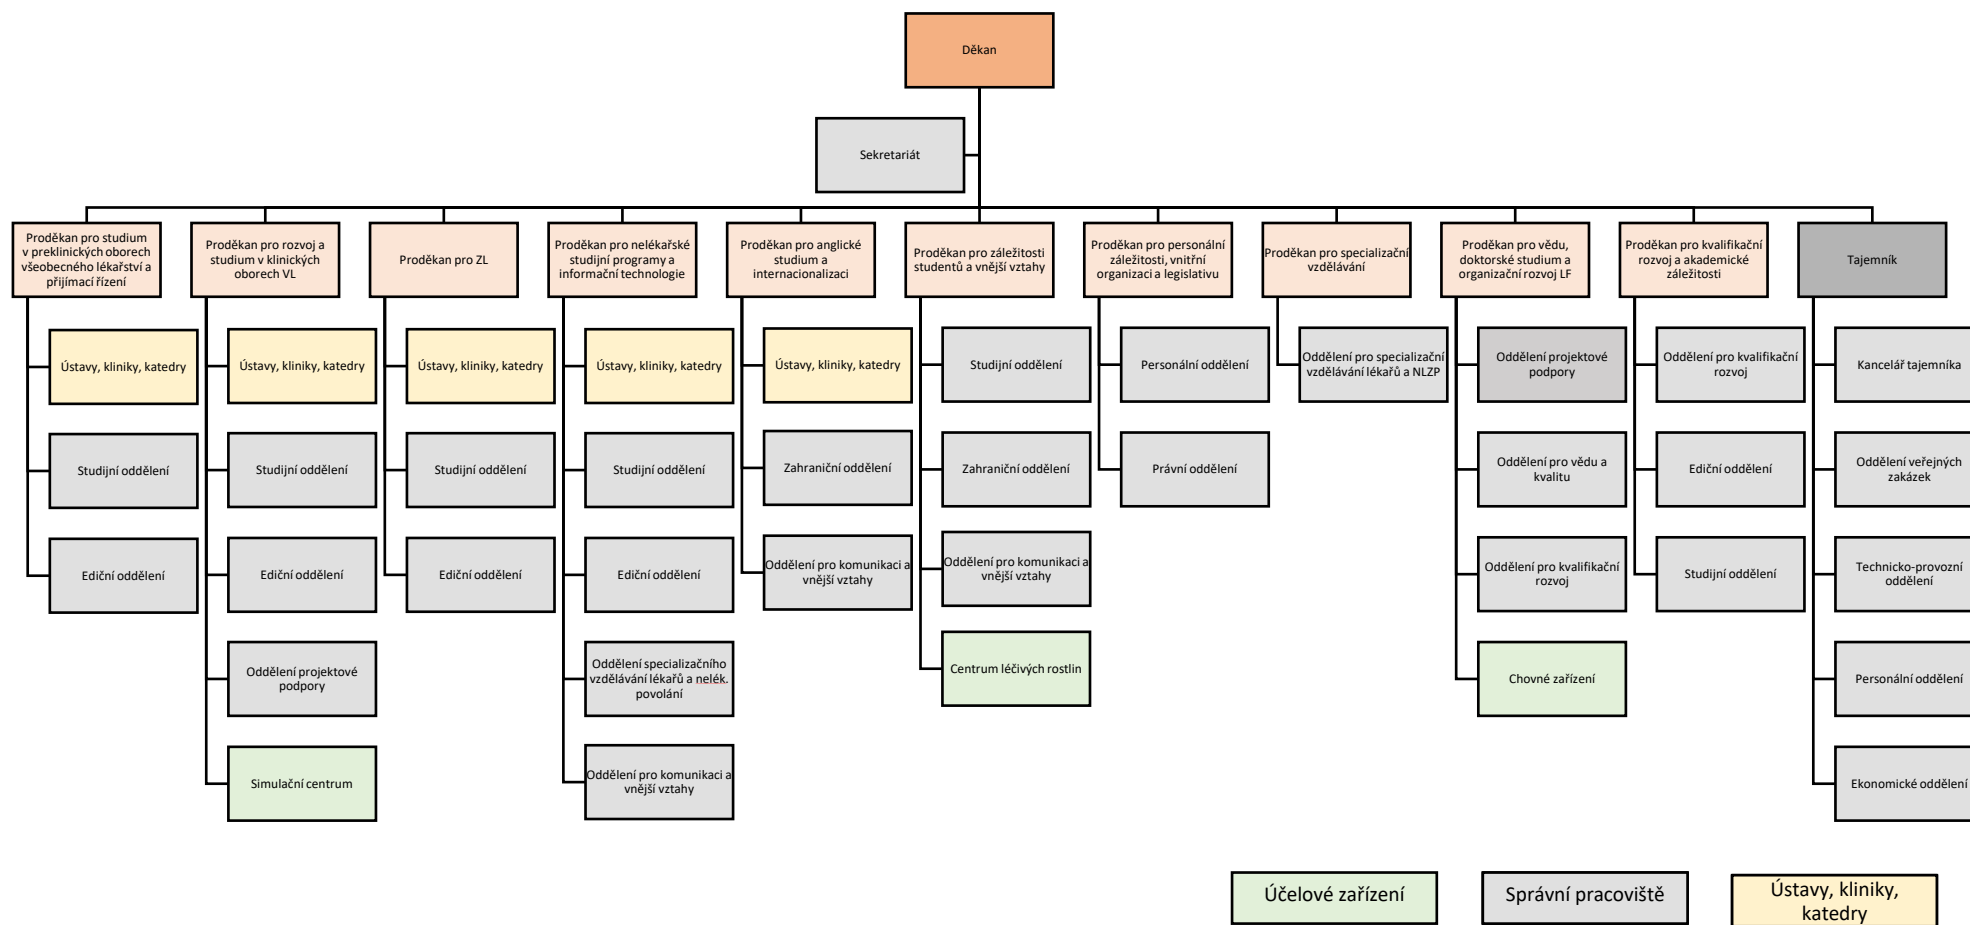 Děkan
Sekretariát
Proděkan pro studium
v preklinických oborech
všeobecného lékařství a
přijímací řízení
Proděkan pro rozvoj a
studium v klinických
oborech VL
Proděkan pro ZL
Proděkan pro nelékařské
studijní programy a
informační technologie
Proděkan pro anglické
studium a
internacionalizaci
Proděkan pro záležitosti
studentů a vnější vztahy
Proděkan pro personální
záležitosti, vnitřní
organizaci a legislativu
Proděkan pro specializační
vzdělávání
Proděkan pro vědu,
doktorské studium a
organizační rozvoj LF
Proděkan pro kvalifikační
rozvoj a akademické
záležitosti
Tajemník
Ústavy, kliniky, katedry
Studijní oddělení
Ediční oddělení
Ústavy, kliniky, katedry
Studijní oddělení
Ediční oddělení
Oddělení projektové
podpory
Simulační centrum
Ústavy, kliniky, katedry
Studijní oddělení
Ediční oddělení
Ústavy, kliniky, katedry
Studijní oddělení
Ediční oddělení
Oddělení specializačního
vzdělávání lékařů a nelék.
povolání
Oddělení pro komunikaci a
vnější vztahy
Ústavy, kliniky, katedry
Zahraniční oddělení
Oddělení pro komunikaci a
vnější vztahy
Studijní oddělení
Zahraniční oddělení
Oddělení pro komunikaci a
vnější vztahy
Centrum léčivých rostlin
Personální oddělení
Právní oddělení
Oddělení pro specializační
vzdělávání lékařů a NLZP
Oddělení projektové
podpory
Oddělení pro vědu a
kvalitu
Oddělení pro kvalifikační
rozvoj
Chovné zařízení
Oddělení pro kvalifikační
rozvoj
Ediční oddělení
Studijní oddělení
Kancelář tajemníka
Oddělení veřejných
zakázek
Technicko-provozní
oddělení
Personální oddělení
Ekonomické oddělení
Účelové zařízení
Správní pracoviště
Ústavy, kliniky,
katedry